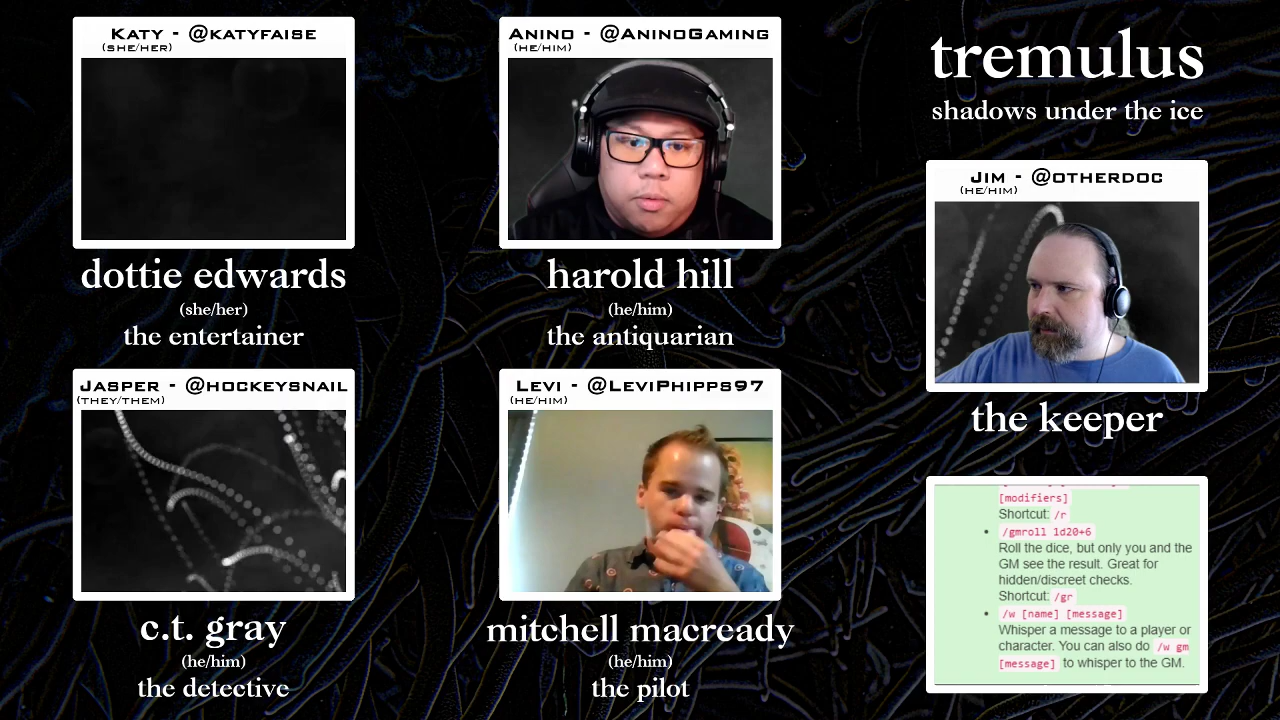 Katy - @katyfaise
(she/her)
dottie edwards
(she/her)
the entertainer
Anino - @AninoGaming
(he/him)
harold hill
(he/him)
the antiquarian
tremulus
shadows under the ice
Jim - @otherdoc
(he/him)
the keeper
Jasper - @hockeysnail
(they/them)
c.t. gray
(he/him)
the detective
Levi - @LeviPhipps97
(he/him)
mitchell macready
(he/him)
the pilot
[modifiers]
Shortcut: /r
• /gmroll 1d20+6
Roll the dice, but only you and the
GM see the result. Great for
hidden/discreet checks.
Shortcut: /gr
• /w [name] [message]
Whisper a message to a player or
character. You can also do /w gm
[message] to whisper to the GM.